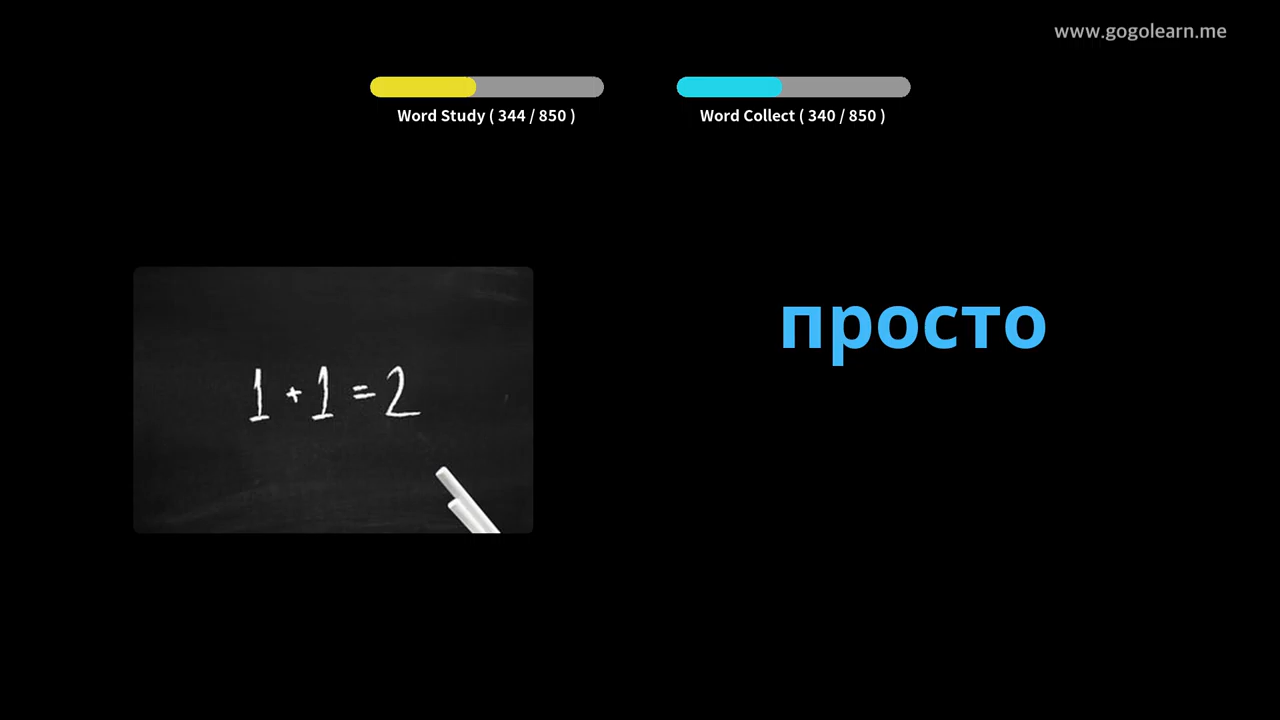 www.gogolearn.me
Word Study ( 344 / 850 )
Word Collect ( 340 / 850 )
1 + 1 = 2
просто